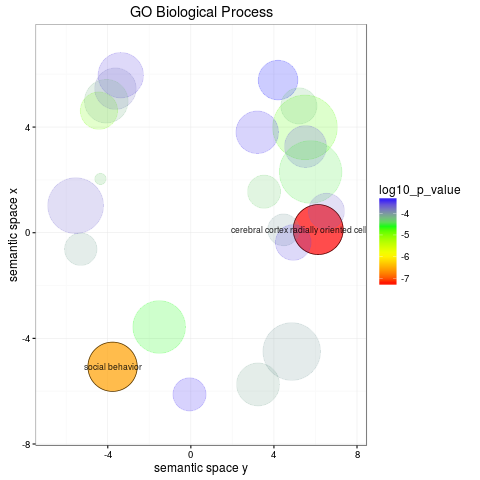 GO Biological Process
semantic space x
4
0
-4
-8
cerebral cortex radially oriented cell
social behavior
-4
0
4
8
semantic space y
log10_p_value
-4
-5
-6
-7